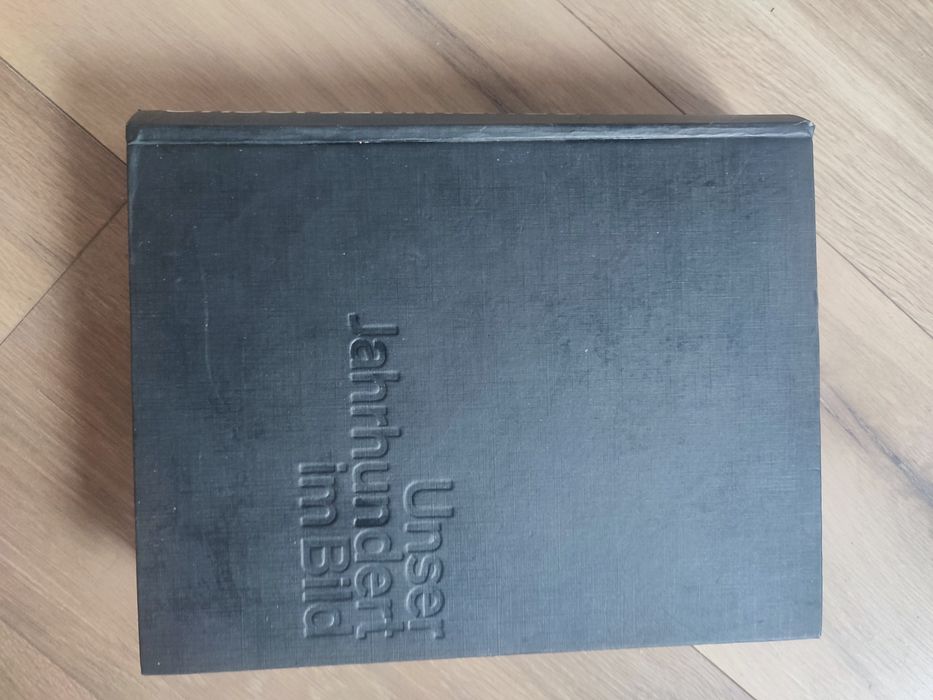 Unser
Jahrhundert
im Bild